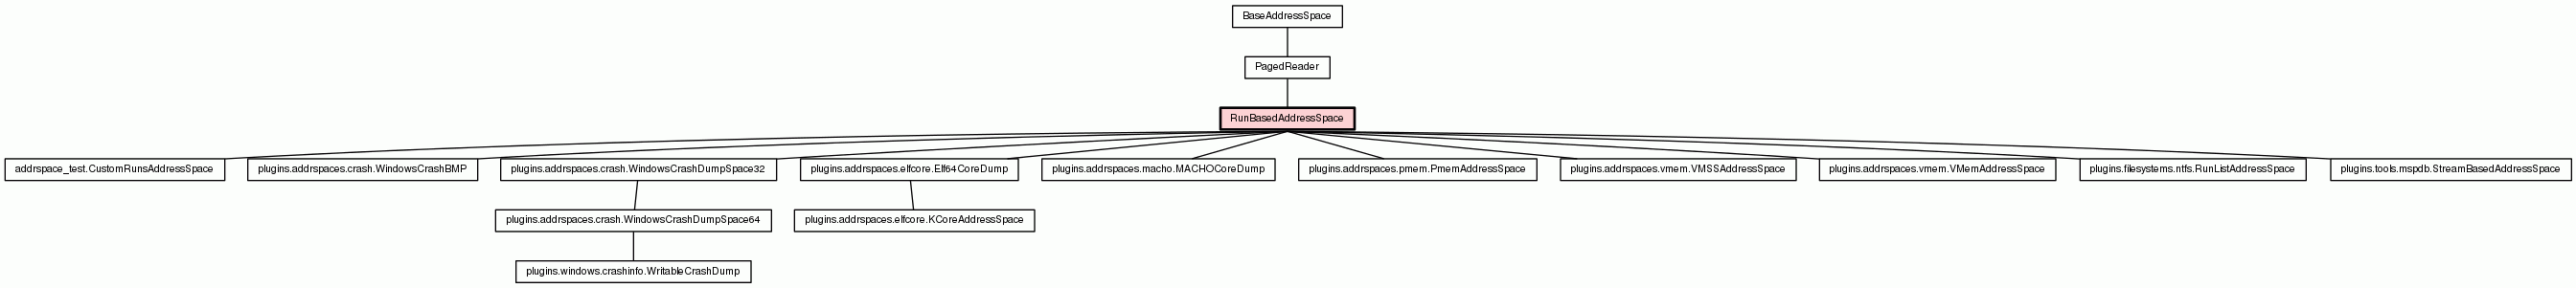 BaseAddressSpace
PagedReader
RunBasedAddressSpace
addrspace_test.CustomRunsAddressSpace
plugins.addrspaces.crash.WindowsCrashBMP
plugins.addrspaces.crash.WindowsCrashDumpSpace32
plugins.addrspaces.elfcore.Elf64CoreDump
plugins.addrspaces.macho.MACHOCoreDump
plugins.addrspaces.pmem.PmemAddressSpace
plugins.addrspaces.vmem.VMSSAddressSpace
plugins.addrspaces.vmem.VMemAddressSpace
plugins.filesystems.ntfs.RunListAddressSpace
plugins.tools.mspdb.StreamBasedAddressSpace
plugins.addrspaces.crash.WindowsCrashDumpSpace64
plugins.addrspaces.elfcore.KCoreAddressSpace
plugins.windows.crashinfo.WritableCrashDump